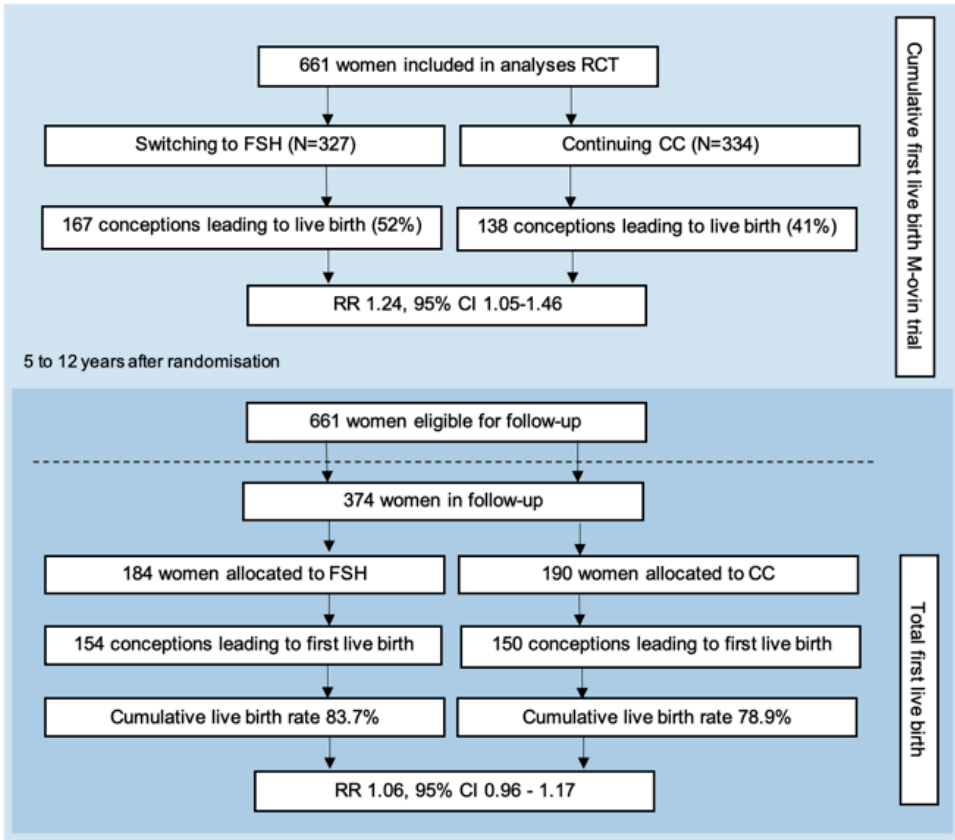 661 women included in analyses RCT
Switching to FSH (N=327)
Continuing CC (N=334)
167 conceptions leading to live birth (52%)
138 conceptions leading to live birth (41%)
RR 1.24, 95% CI 1.05-1.46
Cumulative first live birth M-ovin trial
5 to 12 years after randomisation
661 women eligible for follow-up
374 women in follow-up
184 women allocated to FSH
190 women allocated to CC
154 conceptions leading to first live birth
150 conceptions leading to first live birth
Cumulative live birth rate 83.7%
Cumulative live birth rate 78.9%
RR 1.06, 95% CI 0.96 - 1.17
Total first live birth